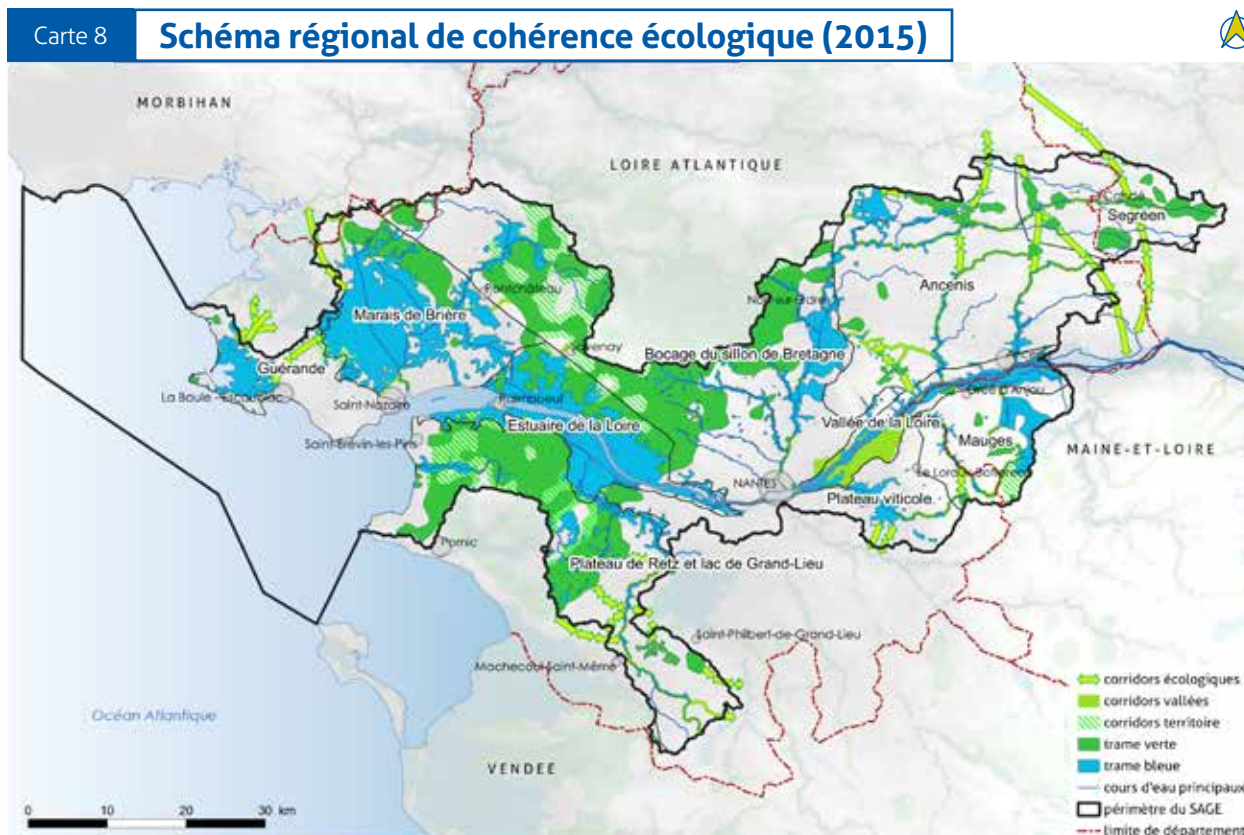 Carte 8
Schéma régional de cohérence écologique (2015)
MORBIHAN
LOIRE ATLANTIQUE
Segréen
Pontchâteau
Ancenis
Marais de Brière
Bocage du sillon de Bretagne
Guérande
La Baule - Escoublac
Saint-Nazaire
Paimboeuf
Estuaire de la Loire
Vallée de la Loire
Saint-Brévin-les-Pins
Mauges
MAINE-ET-LOIRE
NANTES
Plateau viticole
Pornic
Plateau de Retz et lac de Grand-Lieu
Saint-Philbert-de-Grand-Lieu
Machecoul-Saint-Même
Océan Atlantique
VENDEE
corridors écologiques
corridors vallées
corridors territoire
trame verte
trame bleue
cours d'eau principaux
périmètre du SAGE
limite de département
0 10 20 30 km